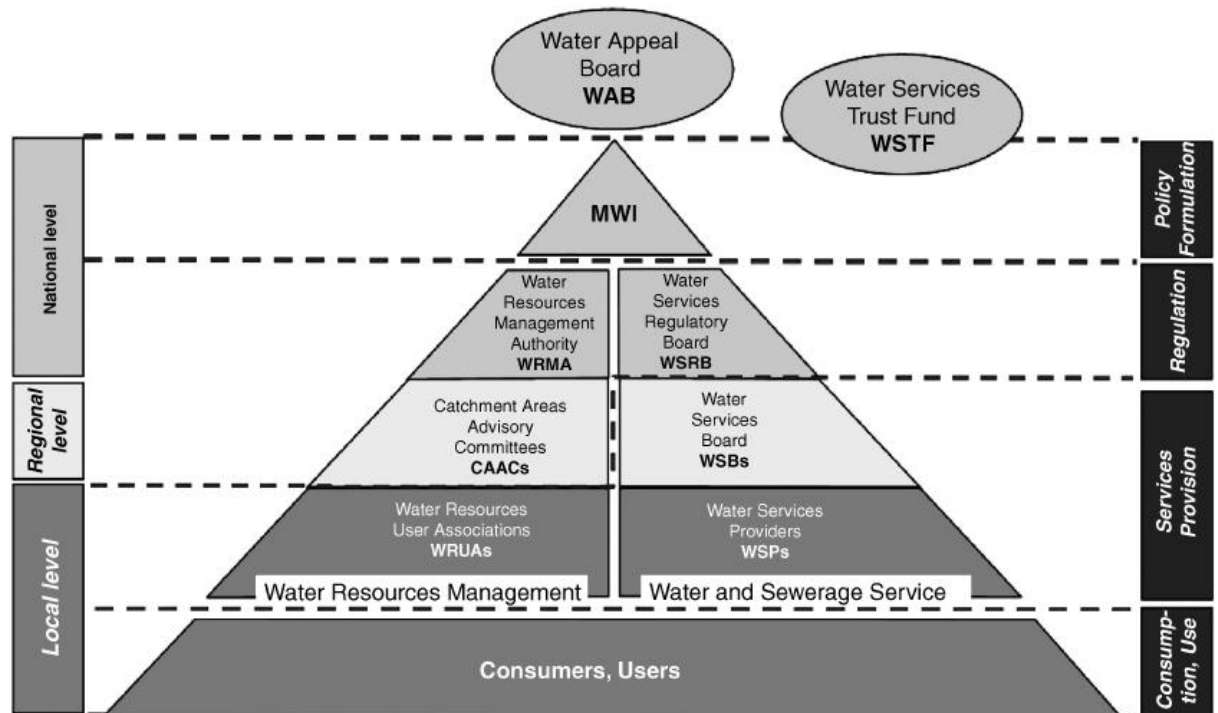 Water Appeal
Board
WAB
Water Services
Trust Fund
WSTF
National level
Policy
Formulation
MWI
Water
Resources
Management
Authority
WRMA
Water
Services
Regulatory
Board
WSRB
Regulation
Regional
level
Catchment Areas
Advisory
Committees
CAACs
Water
Services
Board
WSBs
Services
Provision
Local level
Water Resources
User Associations
WRUAs
Water Services
Providers
WSPs
Water Resources Management
Water and Sewerage Service
Consumers, Users
Consump-
tion, Use